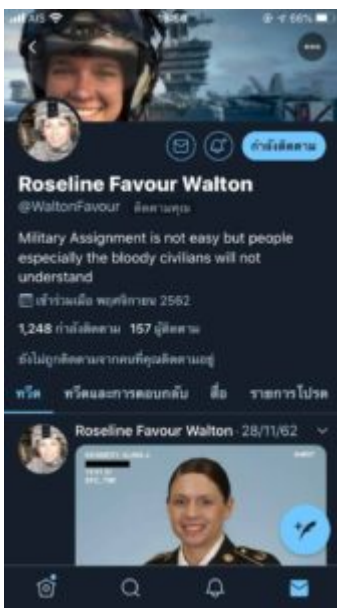 AIS
66%
กำลังติดตาม
Roseline Favour Walton
@WaltonFavour ติดตามคุณ
Military Assignment is not easy but people
especially the bloody civilians will not
understand
เข้าร่วมเมื่อ พฤศจิกายน 2562
1,248 กำลังติดตาม 157 ผู้ติดตาม
ยังไม่ถูกติดตามจากคนที่คุณติดตามอยู่
ทวีต ทวีตและการตอบกลับ สื่อ รายการโปรด
Roseline Favour Walton · 28/11/62